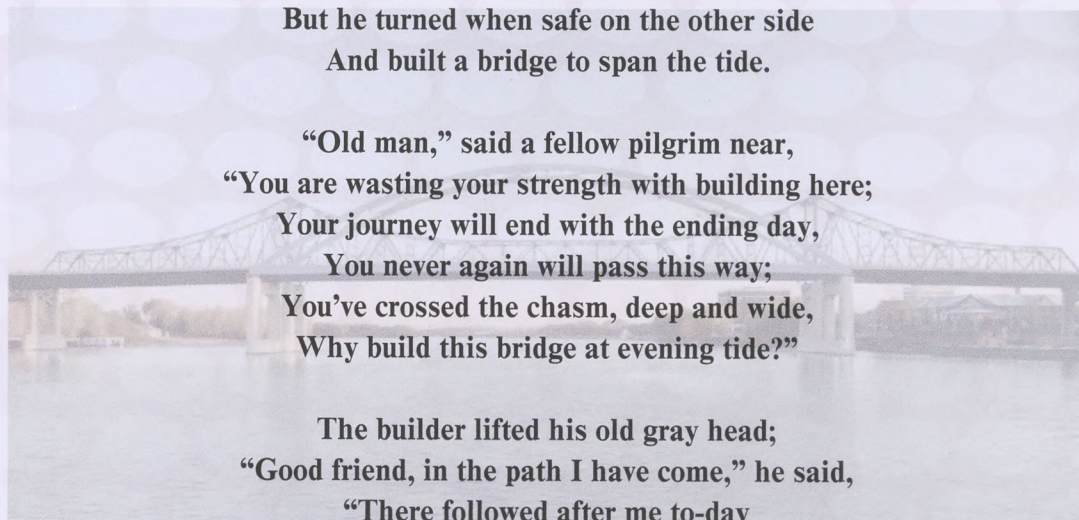 But he turned when safe on the other side
And built a bridge to span the tide.
“Old man,” said a fellow pilgrim near,
“You are wasting your strength with building here;
Your journey will end with the ending day,
You never again will pass this way;
You’ve crossed the chasm, deep and wide,
Why build this bridge at evening tide?”
The builder lifted his old gray head;
“Good friend, in the path I have come,” he said,
“There followed after me to-day